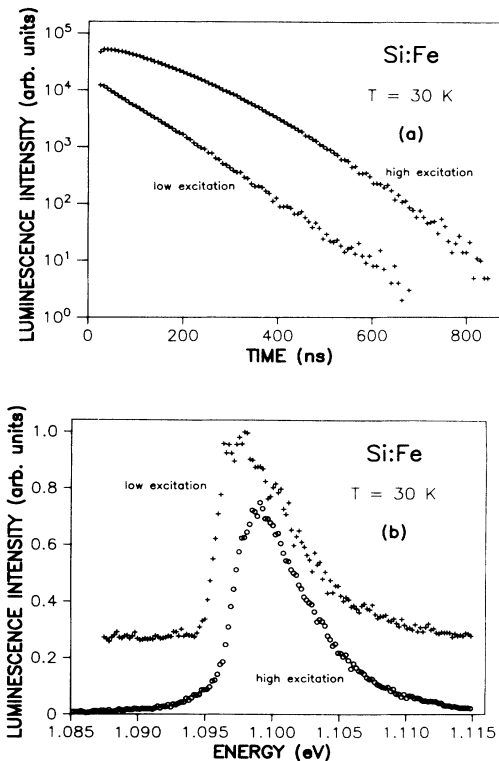 LUMINESCENCE INTENSITY (arb. units)
10^5
10^4
10^3
10^2
10^1
10^0
Si:Fe
T = 30 K
(a)
low excitation
high excitation
0
200
400
600
800
TIME (ns)
LUMINESCENCE INTENSITY (arb. units)
1.0
0.8
0.6
0.4
0.2
0
Si:Fe
low excitation
T = 30 K
(b)
high excitation
1.085
1.090
1.095
1.100
1.105
1.110
1.115
ENERGY (eV)